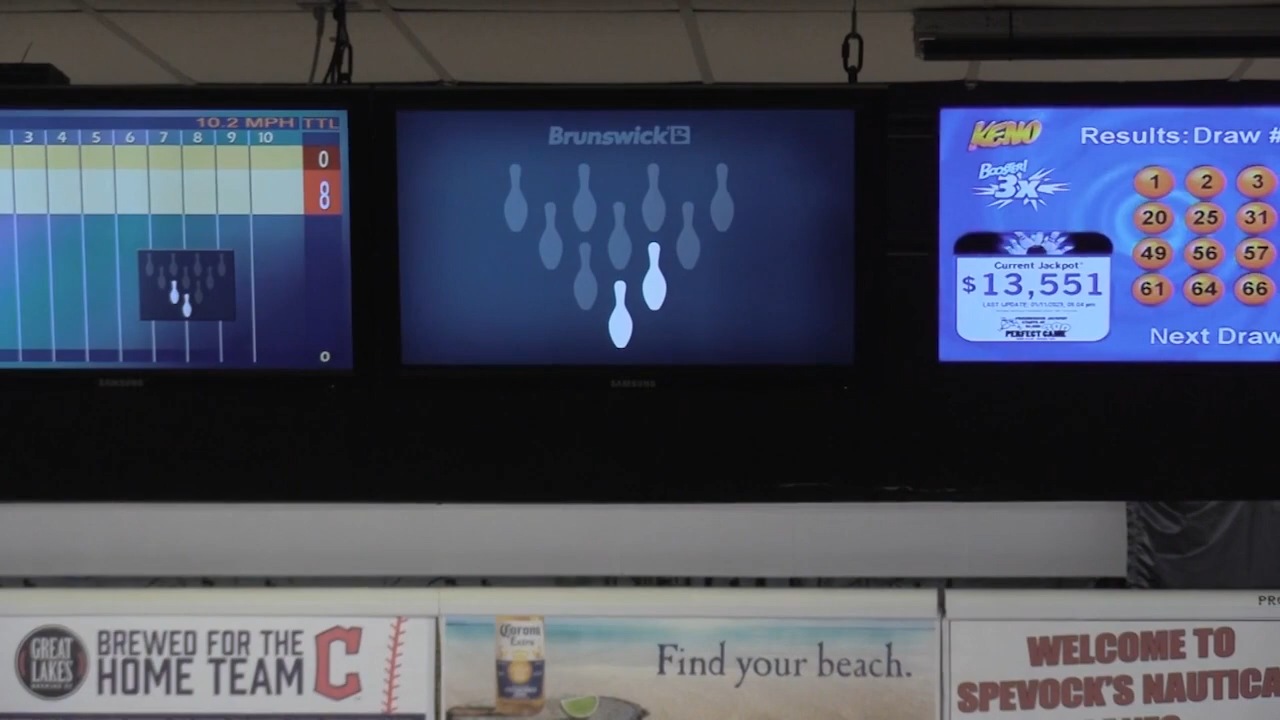 10.2 MPH TTL
3 4 5 6 7 8 9 10
0
8
0
SAMSUNG
Brunswick
SAMSUNG
KENO
Results: Draw #
BOOSTER!
3X
1 2 3
20 25 31
49 56 57
61 64 66
Current Jackpot*
$13,551
PERFECT GAME
Next Draw
GREAT LAKES
BREWED FOR THE
HOME TEAM
C
Corona
Extra
Find your beach.
PRO
WELCOME TO
SPEVOCK'S NAUTICA